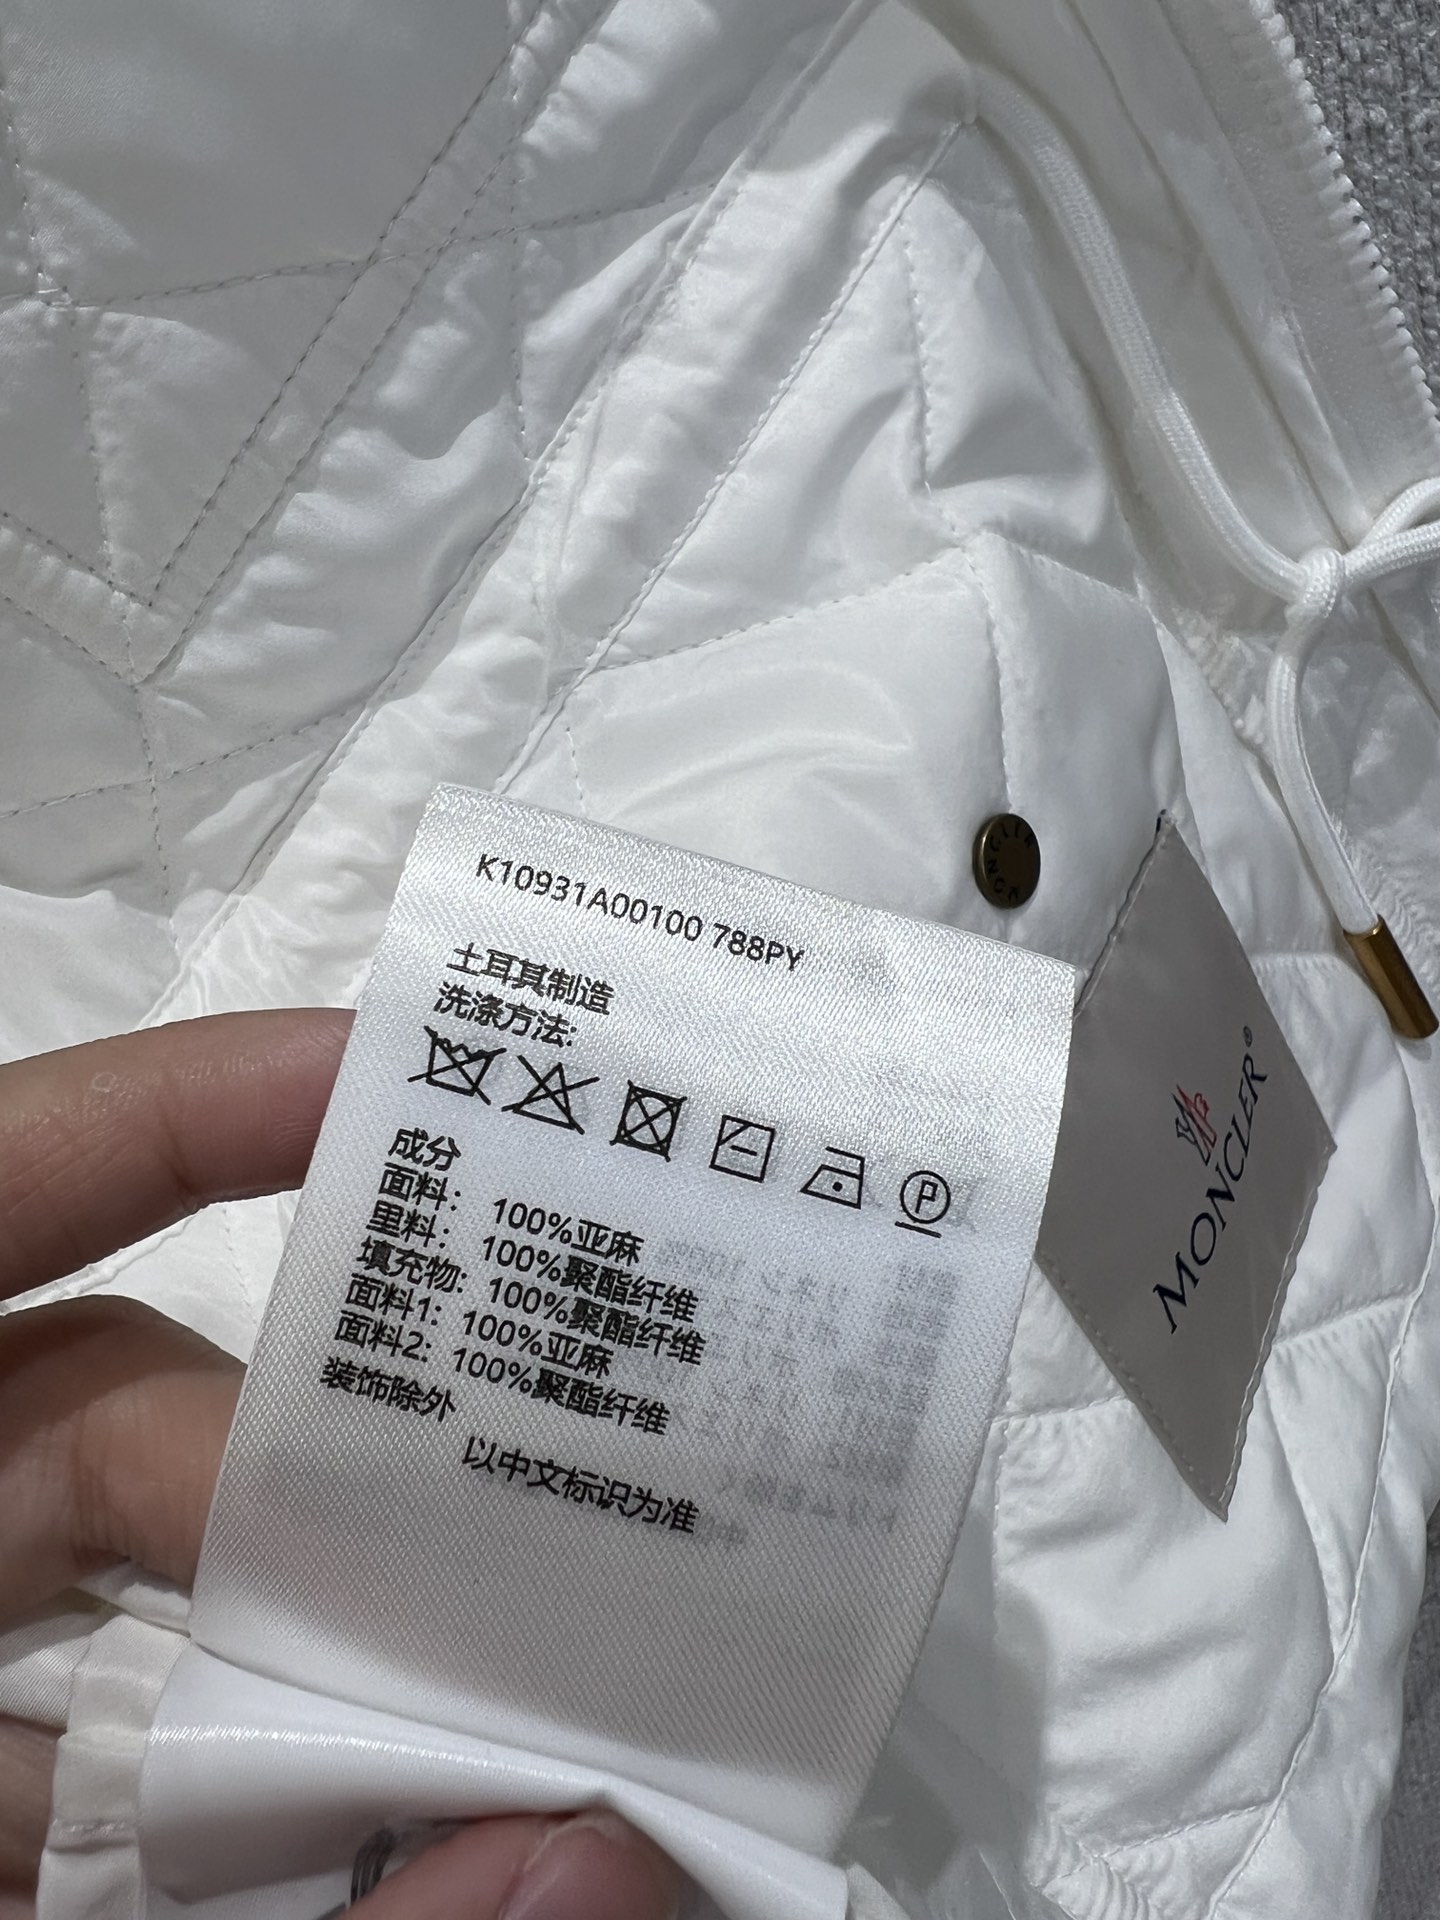 K10931A00100 788PY
土耳其制造
洗涤方法:
P
成分
面料: 100%亚麻
里料: 100%聚酯纤维
填充物: 100%聚酯纤维
面料1: 100%亚麻
面料2: 100%聚酯纤维
装饰除外
以中文标识为准
MONCLER
MONCLER®